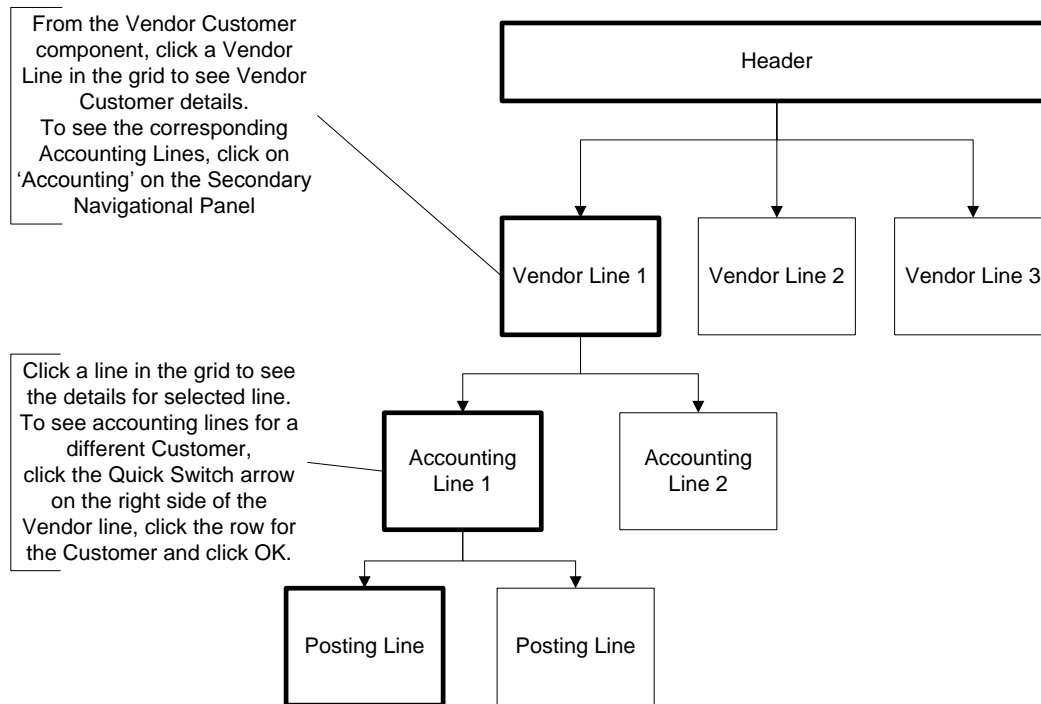 From the Vendor Customer
component, click a Vendor
Line in the grid to see Vendor
Customer details.
To see the corresponding
Accounting Lines, click on
‘Accounting’ on the Secondary
Navigational Panel
Header
Vendor Line 1
Vendor Line 2
Vendor Line 3
Click a line in the grid to see
the details for selected line.
To see accounting lines for a
different Customer,
click the Quick Switch arrow
on the right side of the
Vendor line, click the row for
the Customer and click OK.
Accounting
Line 1
Accounting
Line 2
Posting Line
Posting Line